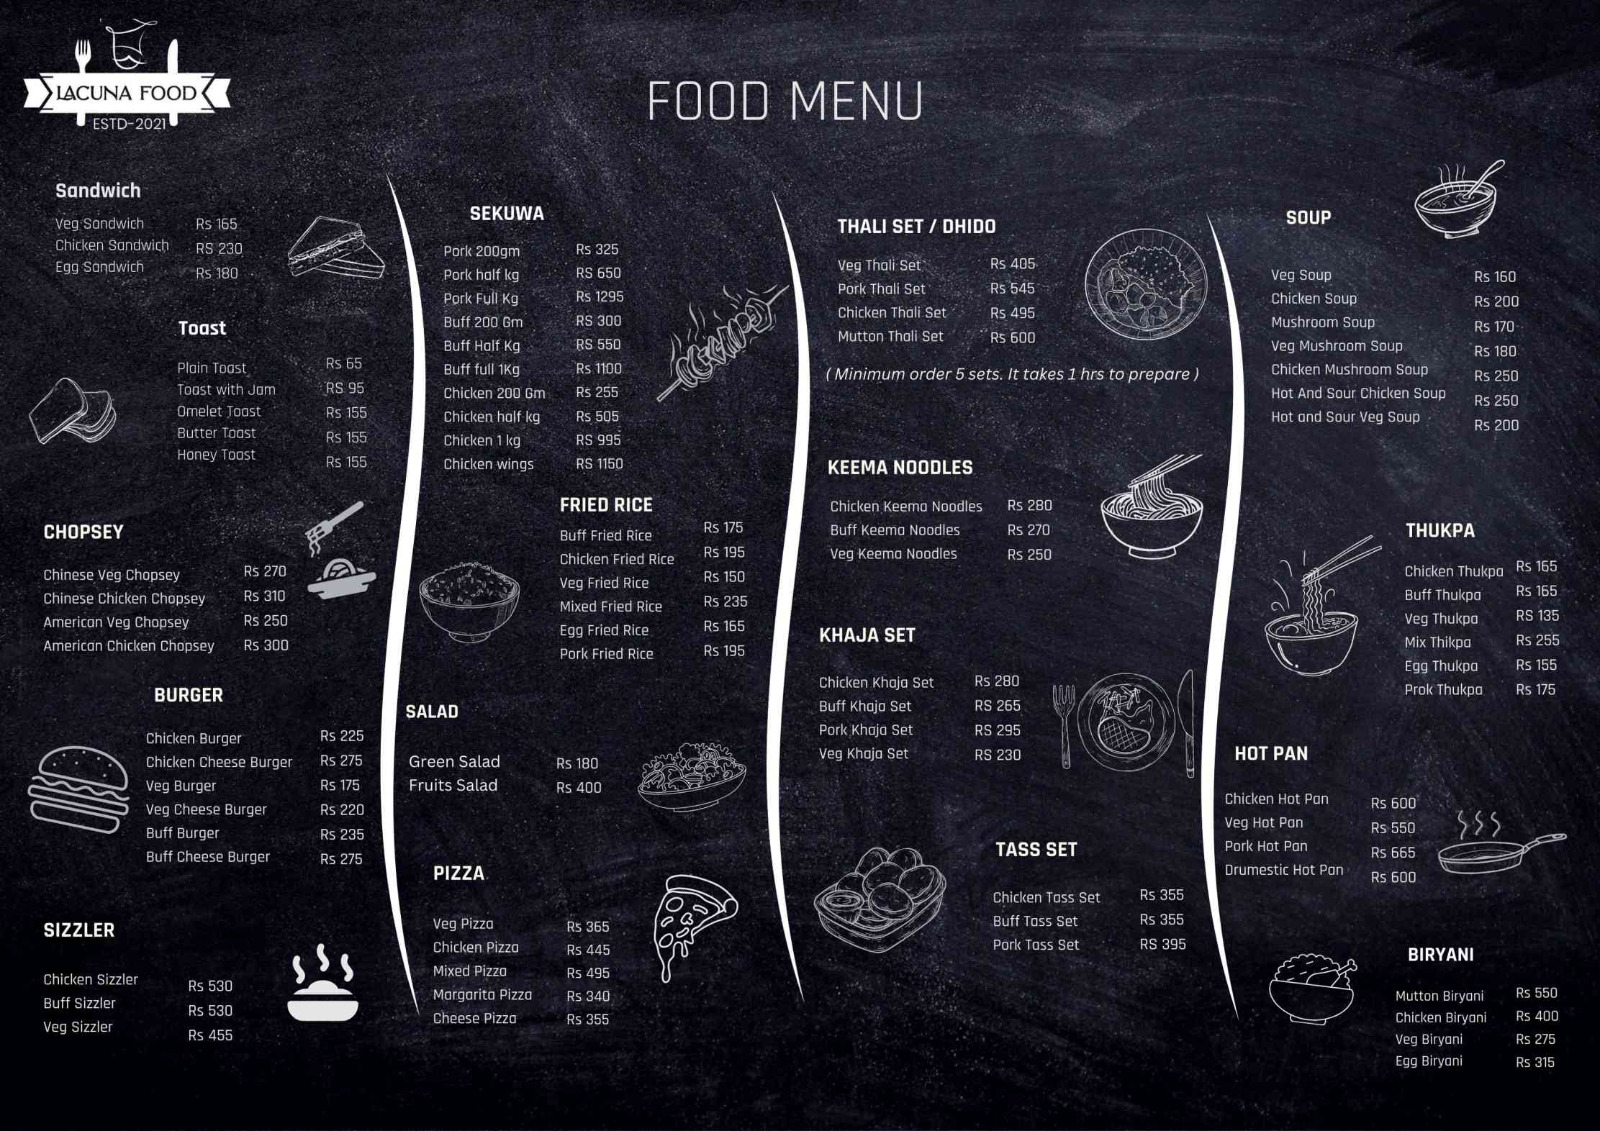 LACUNA FOOD
ESTD-2021
FOOD MENU
Sandwich
Veg Sandwich Rs 165
Chicken Sandwich RS 230
Egg Sandwich Rs 180
Toast
Plain Toast Rs 65
Toast with Jam RS 95
Omelet Toast Rs 155
Butter Toast Rs 155
Honey Toast Rs 155
CHOPSEY
Chinese Veg Chopsey Rs 270
Chinese Chicken Chopsey Rs 310
American Veg Chopsey Rs 250
American Chicken Chopsey Rs 300
BURGER
Chicken Burger Rs 225
Chicken Cheese Burger Rs 275
Veg Burger Rs 175
Veg Cheese Burger Rs 220
Buff Burger Rs 235
Buff Cheese Burger Rs 275
SIZZLER
Chicken Sizzler Rs 530
Buff Sizzler Rs 530
Veg Sizzler Rs 455
SEKUWA
Pork 200gm Rs 325
Pork half kg RS 650
Pork Full Kg Rs 1295
Buff 200 Gm RS 300
Buff Half Kg RS 550
Buff full 1Kg Rs 1100
Chicken 200 Gm Rs 255
Chicken half kg Rs 505
Chicken 1 kg RS 995
Chicken wings RS 1150
FRIED RICE
Buff Fried Rice Rs 175
Chicken Fried Rice Rs 195
Veg Fried Rice Rs 150
Mixed Fried Rice Rs 235
Egg Fried Rice Rs 165
Pork Fried Rice Rs 195
SALAD
Green Salad Rs 180
Fruits Salad Rs 400
PIZZA
Veg Pizza Rs 365
Chicken Pizza Rs 445
Mixed Pizza Rs 495
Margarita Pizza Rs 340
Cheese Pizza Rs 355
THALI SET / DHIDO
Veg Thali Set Rs 405
Pork Thali Set Rs 545
Chicken Thali Set Rs 495
Mutton Thali Set Rs 600
( Minimum order 5 sets. It takes 1 hrs to prepare )
KEEMA NOODLES
Chicken Keema Noodles Rs 280
Buff Keema Noodles Rs 270
Veg Keema Noodles Rs 250
KHAJA SET
Chicken Khaja Set Rs 280
Buff Khaja Set RS 265
Pork Khaja Set RS 295
Veg Khaja Set RS 230
TASS SET
Chicken Tass Set Rs 355
Buff Tass Set Rs 355
Pork Tass Set RS 395
SOUP
Veg Soup Rs 160
Chicken Soup Rs 200
Mushroom Soup Rs 170
Veg Mushroom Soup Rs 180
Chicken Mushroom Soup Rs 250
Hot And Sour Chicken Soup Rs 250
Hot and Sour Veg Soup Rs 200
THUKPA
Chicken Thukpa Rs 165
Buff Thukpa Rs 165
Veg Thukpa RS 135
Mix Thikpa Rs 255
Egg Thukpa Rs 155
Prok Thukpa Rs 175
HOT PAN
Chicken Hot Pan Rs 600
Veg Hot Pan Rs 550
Pork Hot Pan Rs 665
Drumestic Hot Pan Rs 600
BIRYANI
Mutton Biryani Rs 550
Chicken Biryani Rs 400
Veg Biryani Rs 275
Egg Biryani Rs 315